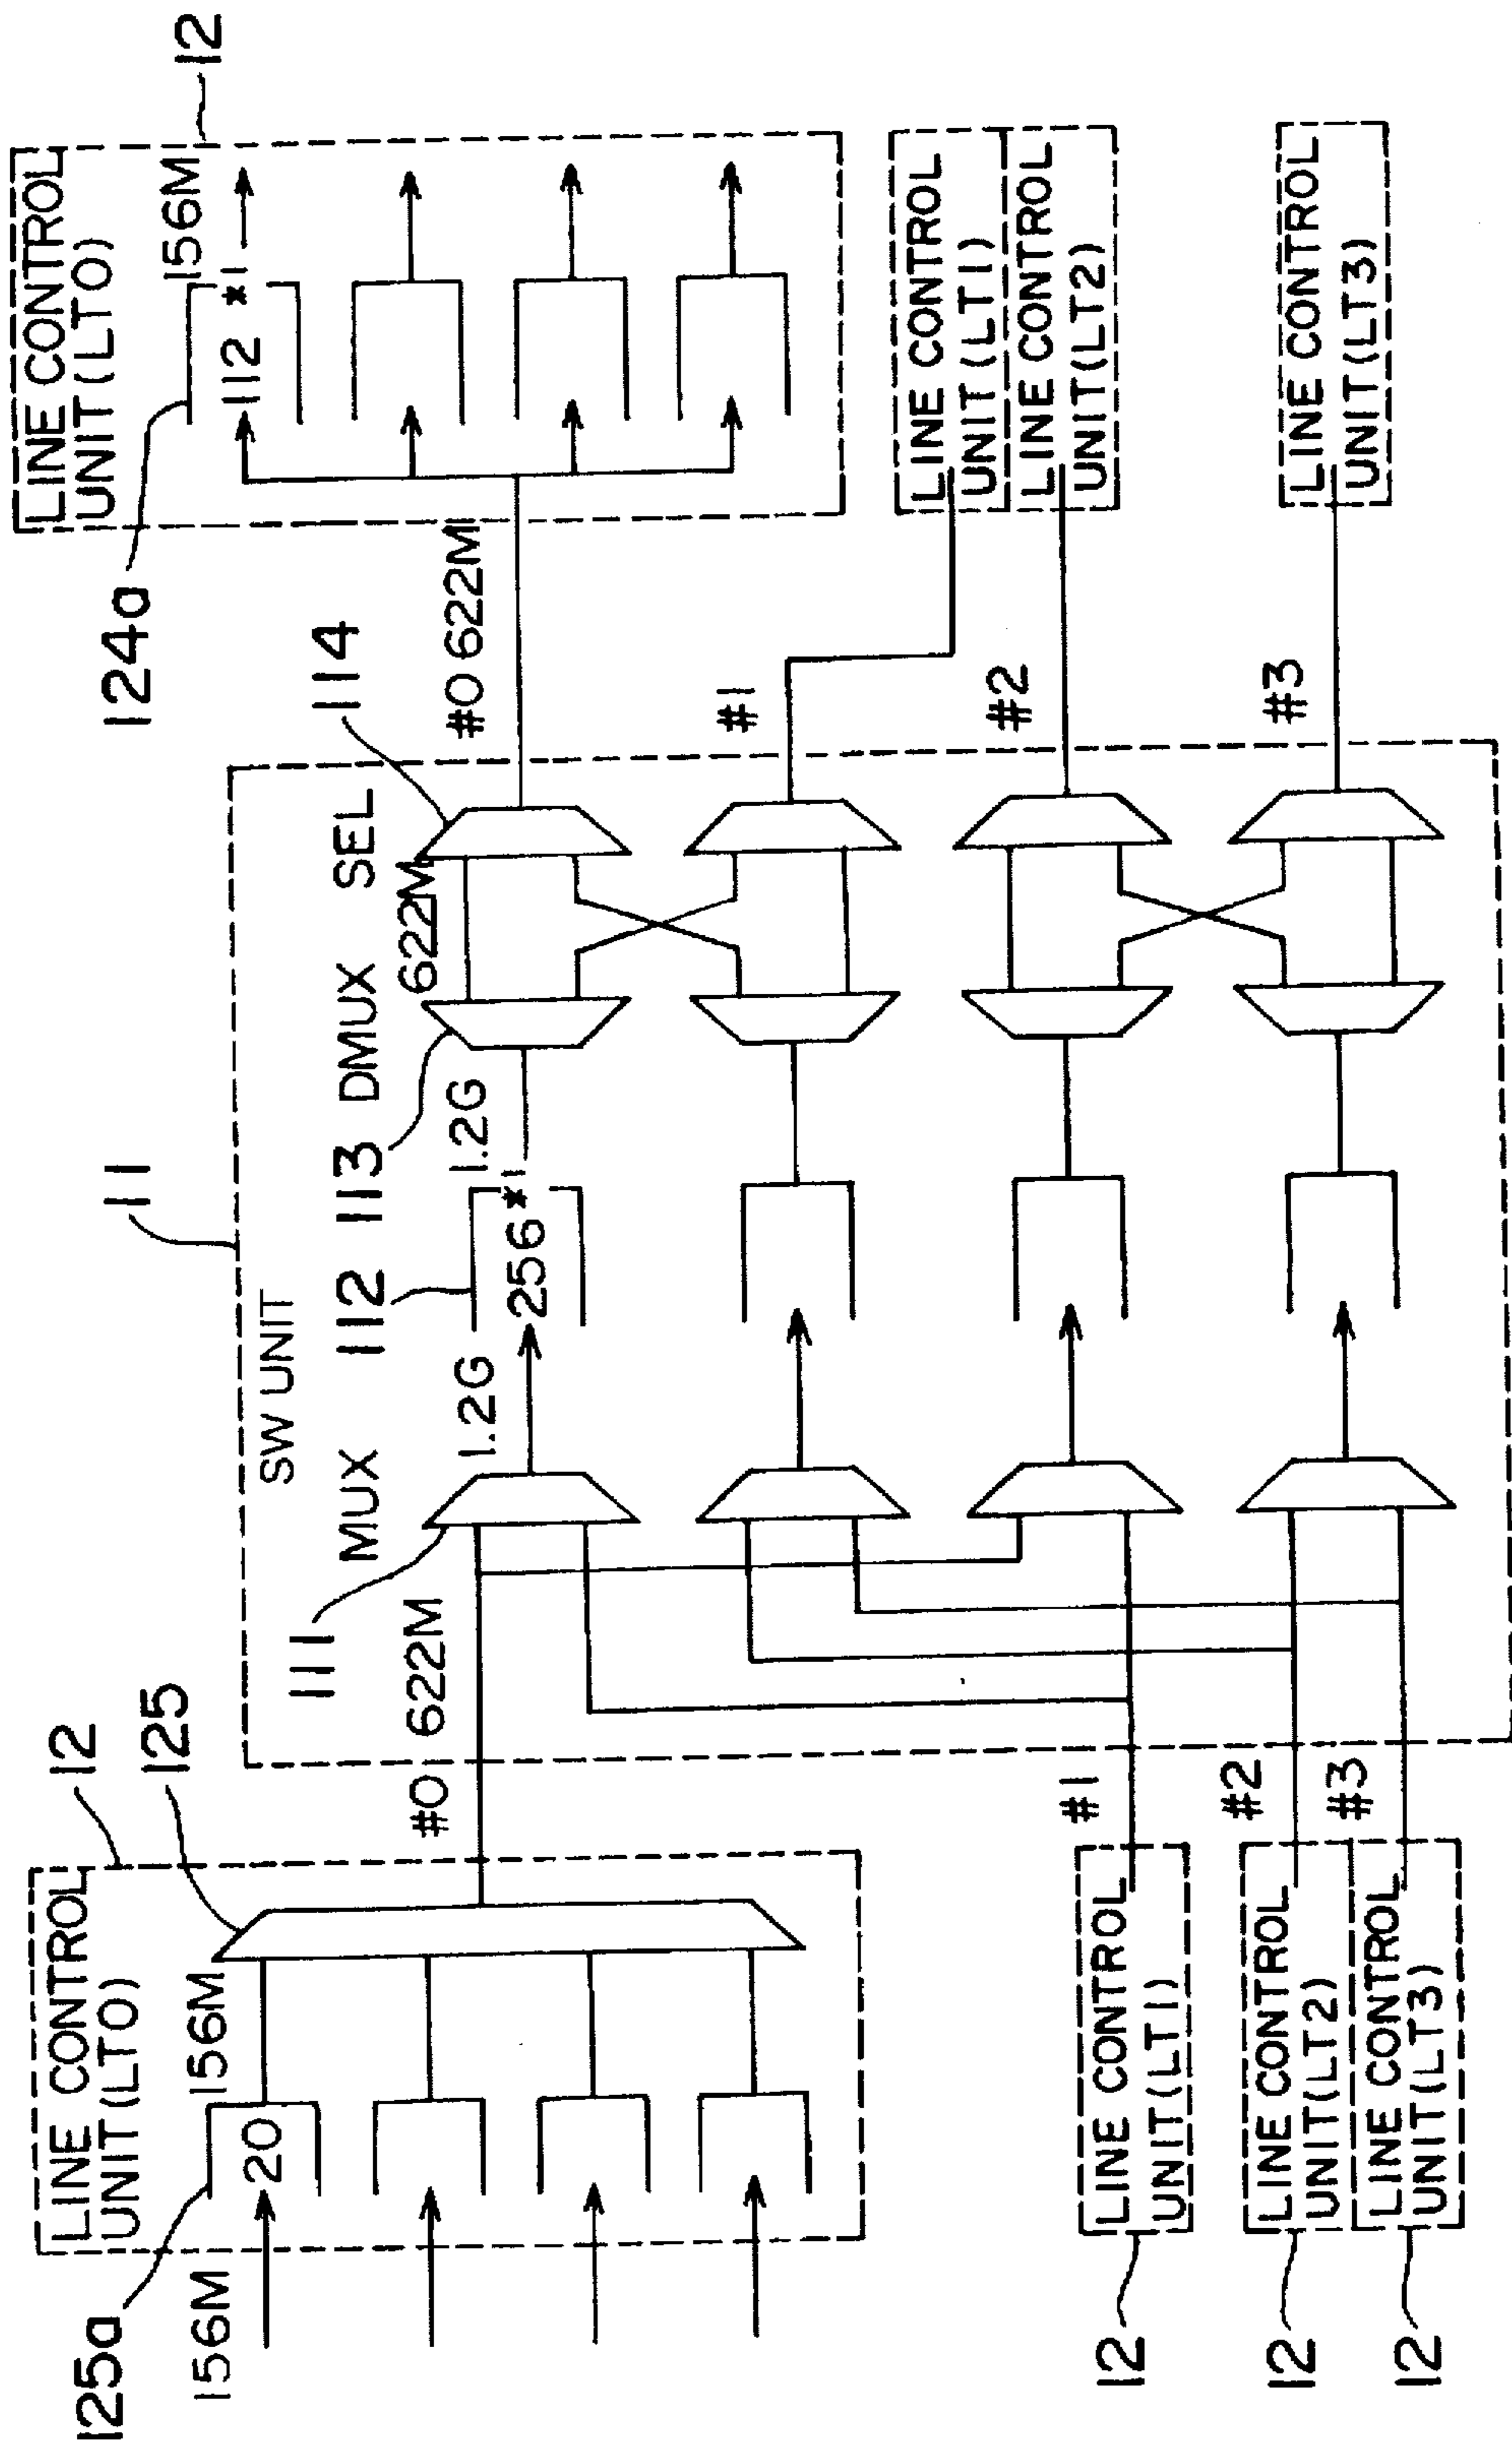 LINE CONTROL
UNIT(LT0)
12
125
125a
156M
20
156M
#0
622M
LINE CONTROL
UNIT(LT1)
12
#1
LINE CONTROL
UNIT(LT2)
12
#2
LINE CONTROL
UNIT(LT3)
12
#3
11
SW UNIT
MUX
111
1.2G
112
256 *1
1.2G
113
DMUX
622M
SEL
114
#0 622M
#1
#2
#3
LINE CONTROL
UNIT(LT0)
12
124a
112 *1
156M
LINE CONTROL
UNIT(LT1)
LINE CONTROL
UNIT(LT2)
LINE CONTROL
UNIT(LT3)